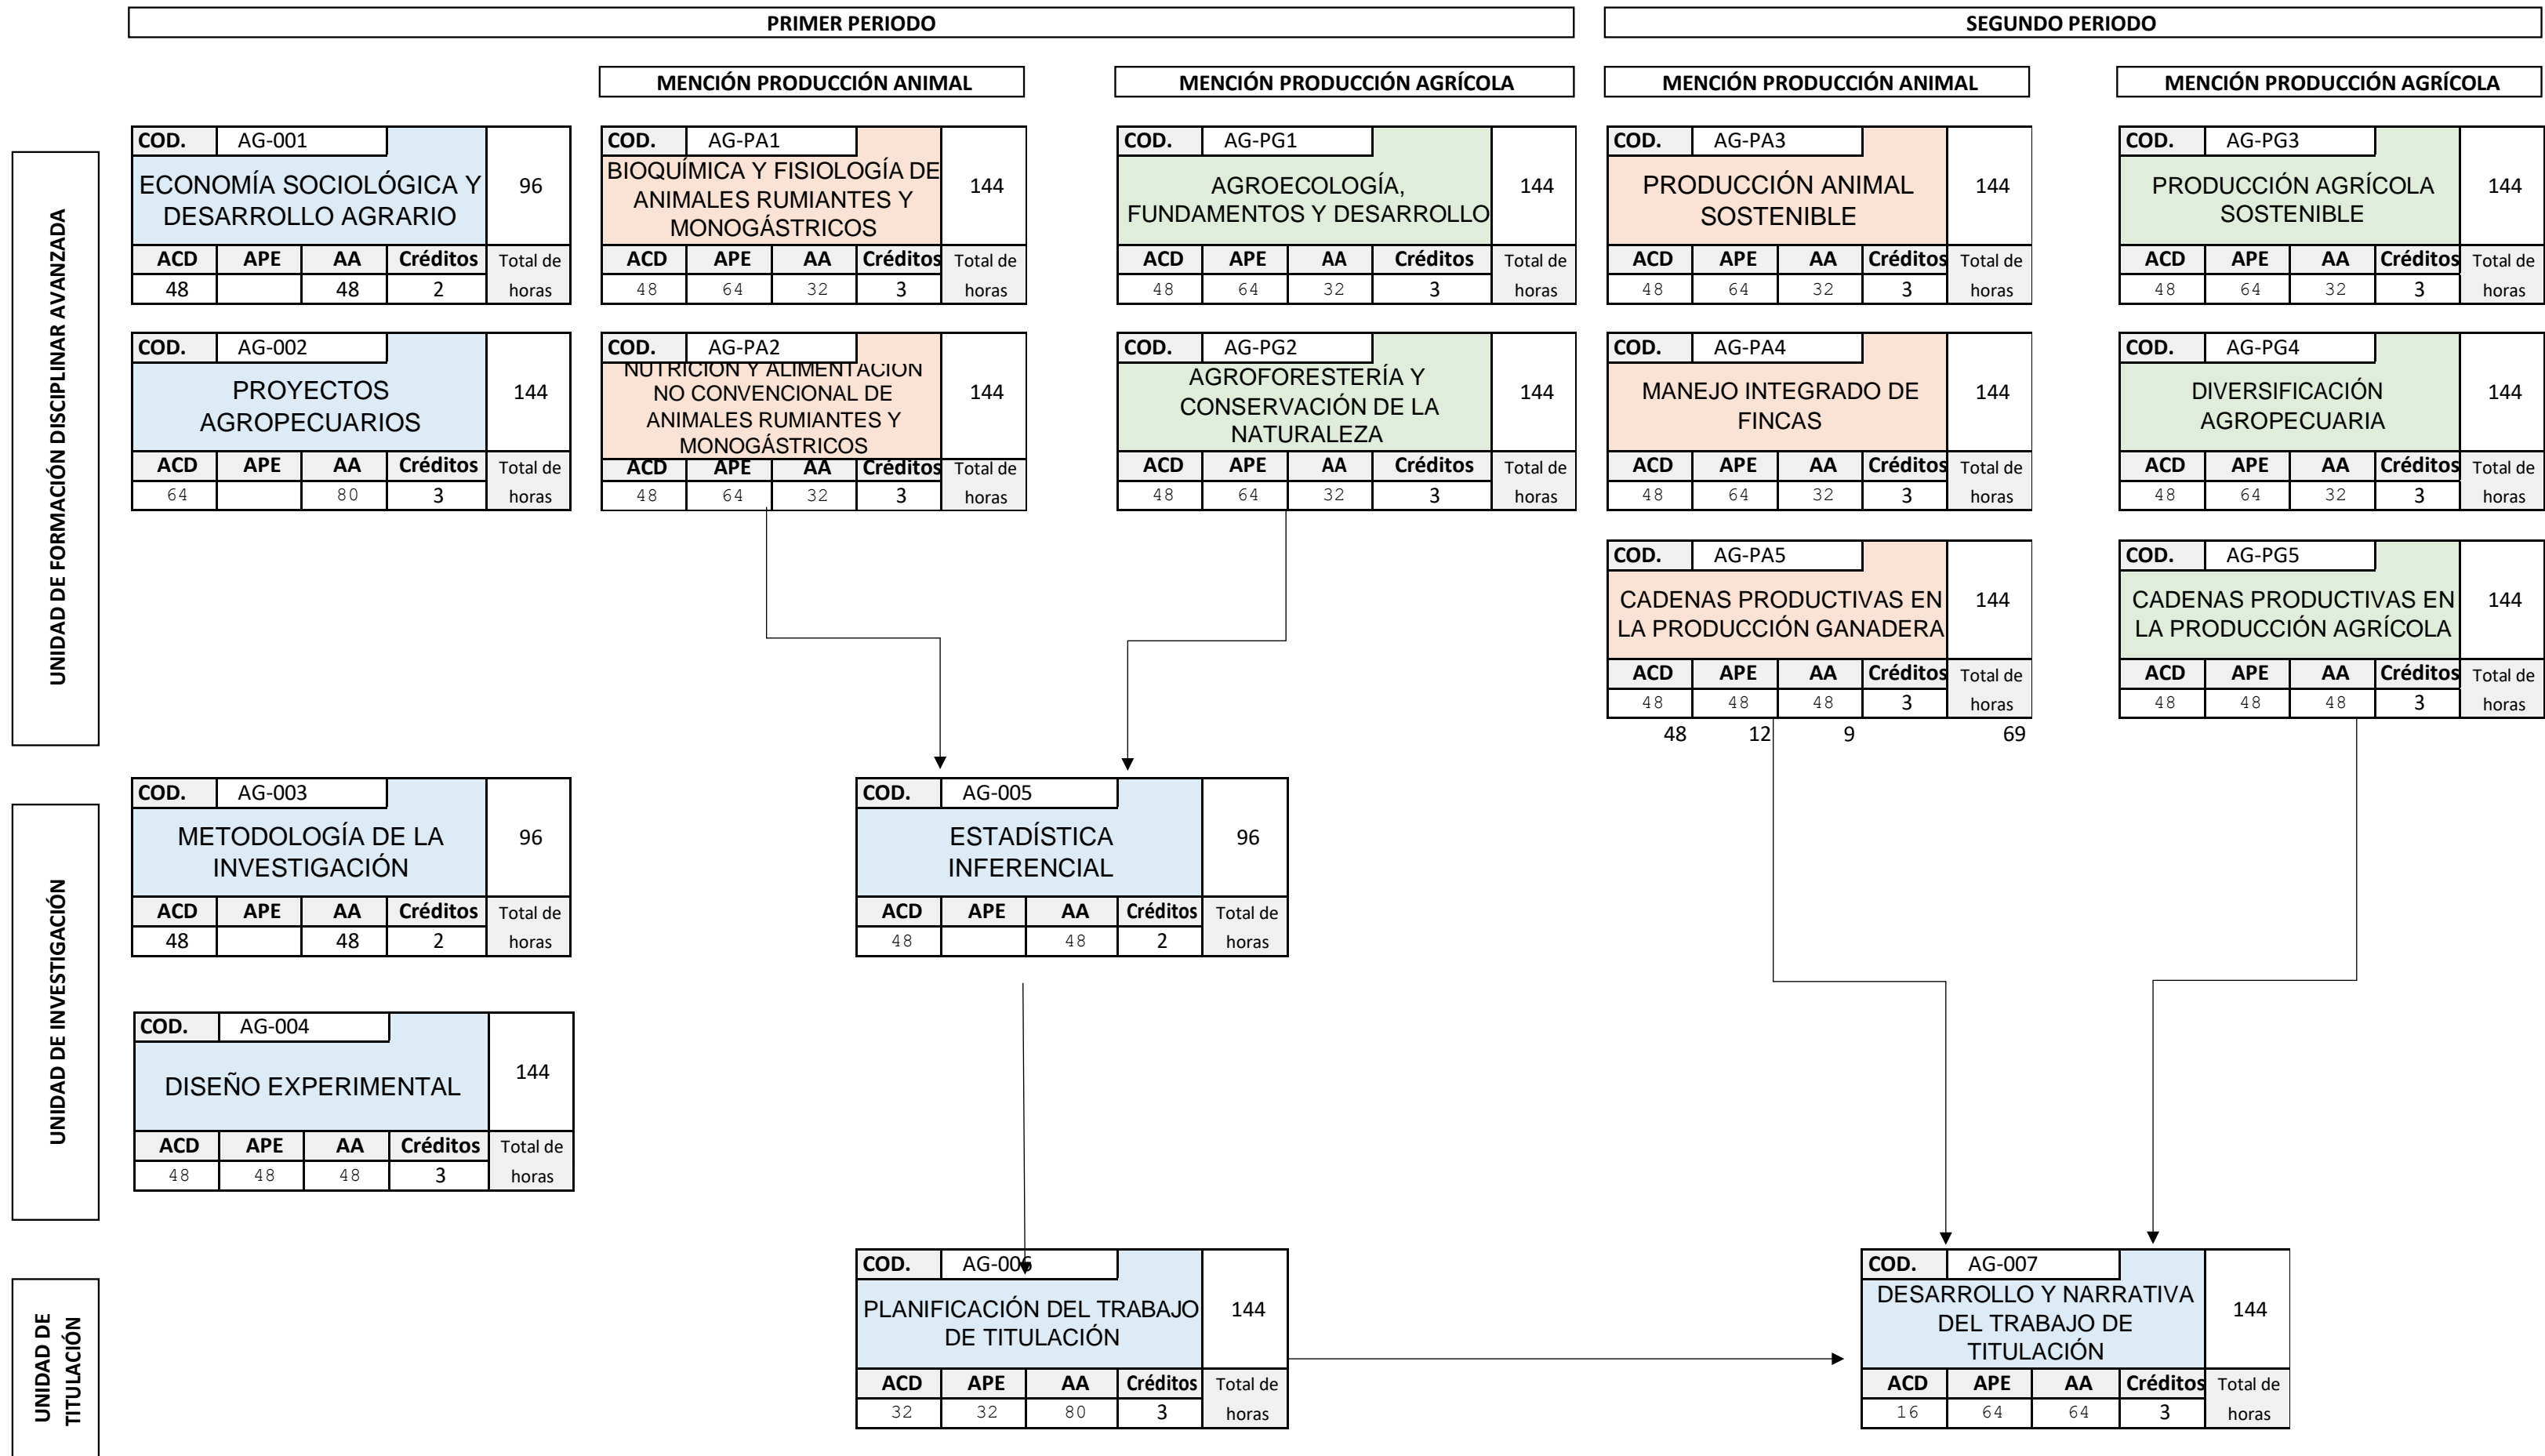 PRIMER PERIODO
SEGUNDO PERIODO
MENCIÓN PRODUCCIÓN ANIMAL
MENCIÓN PRODUCCIÓN AGRÍCOLA
MENCIÓN PRODUCCIÓN ANIMAL
MENCIÓN PRODUCCIÓN AGRÍCOLA
UNIDAD DE FORMACIÓN DISCIPLINAR AVANZADA
COD. AG-001
ECONOMÍA SOCIOLÓGICA Y
DESARROLLO AGRARIO
96
ACD APE AA Créditos Total de
48 48 2 horas
COD. AG-PA1
BIOQUÍMICA Y FISIOLOGÍA DE
ANIMALES RUMIANTES Y
MONOGÁSTRICOS
144
ACD APE AA Créditos Total de
48 64 32 3 horas
COD. AG-PG1
AGROECOLOGÍA,
FUNDAMENTOS Y DESARROLLO
144
ACD APE AA Créditos Total de
48 64 32 3 horas
COD. AG-PA3
PRODUCCIÓN ANIMAL
SOSTENIBLE
144
ACD APE AA Créditos Total de
48 64 32 3 horas
COD. AG-PG3
PRODUCCIÓN AGRÍCOLA
SOSTENIBLE
144
ACD APE AA Créditos Total de
48 64 32 3 horas
COD. AG-002
PROYECTOS
AGROPECUARIOS
144
ACD APE AA Créditos Total de
64 80 3 horas
COD. AG-PA2
NUTRICIÓN Y ALIMENTACIÓN
NO CONVENCIONAL DE
ANIMALES RUMIANTES Y
MONOGÁSTRICOS
144
ACD APE AA Créditos Total de
48 64 32 3 horas
COD. AG-PG2
AGROFORESTERÍA Y
CONSERVACIÓN DE LA
NATURALEZA
144
ACD APE AA Créditos Total de
48 64 32 3 horas
COD. AG-PA4
MANEJO INTEGRADO DE
FINCAS
144
ACD APE AA Créditos Total de
48 64 32 3 horas
COD. AG-PG4
DIVERSIFICACIÓN
AGROPECUARIA
144
ACD APE AA Créditos Total de
48 64 32 3 horas
COD. AG-PA5
CADENAS PRODUCTIVAS EN
LA PRODUCCIÓN GANADERA
144
ACD APE AA Créditos Total de
48 48 48 3 horas
48 12 9 69
COD. AG-PG5
CADENAS PRODUCTIVAS EN
LA PRODUCCIÓN AGRÍCOLA
144
ACD APE AA Créditos Total de
48 48 48 3 horas
UNIDAD DE INVESTIGACIÓN
COD. AG-003
METODOLOGÍA DE LA
INVESTIGACIÓN
96
ACD APE AA Créditos Total de
48 48 2 horas
COD. AG-005
ESTADÍSTICA
INFERENCIAL
96
ACD APE AA Créditos Total de
48 48 2 horas
COD. AG-004
DISEÑO EXPERIMENTAL
144
ACD APE AA Créditos Total de
48 48 48 3 horas
UNIDAD DE
TITULACIÓN
COD. AG-006
PLANIFICACIÓN DEL TRABAJO
DE TITULACIÓN
144
ACD APE AA Créditos Total de
32 32 80 3 horas
COD. AG-007
DESARROLLO Y NARRATIVA
DEL TRABAJO DE
TITULACIÓN
144
ACD APE AA Créditos Total de
16 64 64 3 horas